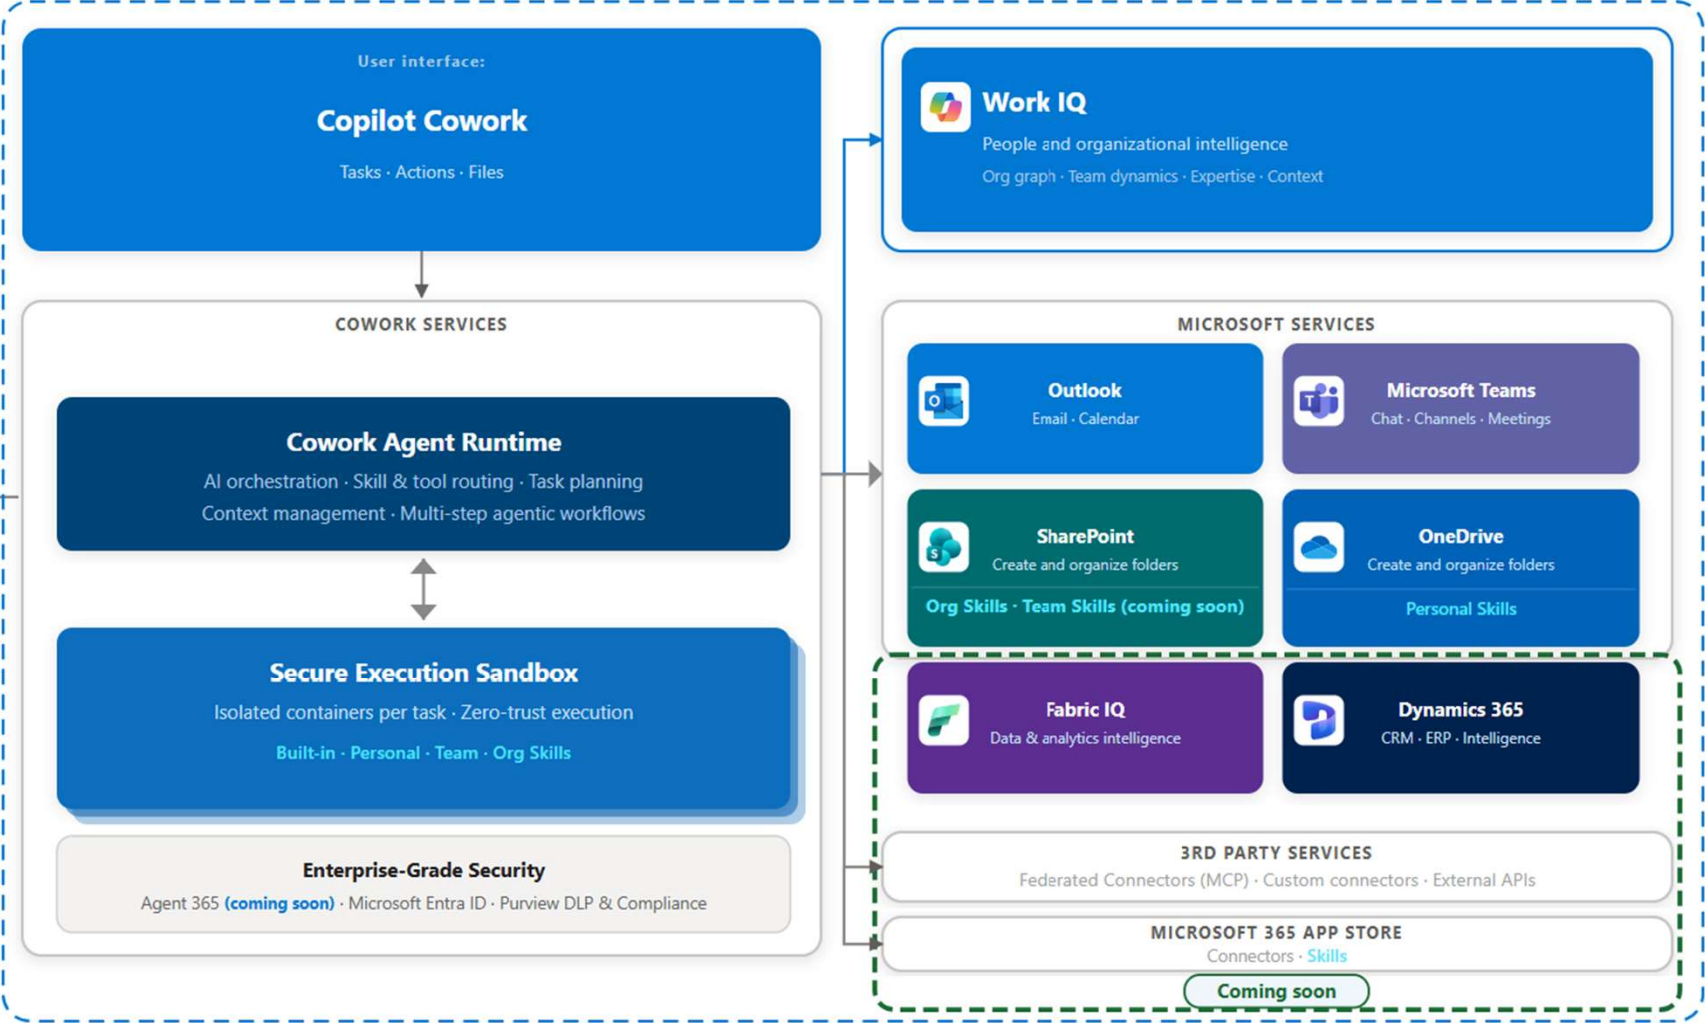 User interface:
Copilot Cowork
Tasks · Actions · Files
COWORK SERVICES
Cowork Agent Runtime
AI orchestration · Skill & tool routing · Task planning
Context management · Multi-step agentic workflows
Secure Execution Sandbox
Isolated containers per task · Zero-trust execution
Built-in · Personal · Team · Org Skills
Enterprise-Grade Security
Agent 365 (coming soon) · Microsoft Entra ID · Purview DLP & Compliance
Work IQ
People and organizational intelligence
Org graph · Team dynamics · Expertise · Context
MICROSOFT SERVICES
Outlook
Email · Calendar
Microsoft Teams
Chat · Channels · Meetings
SharePoint
Create and organize folders
Org Skills · Team Skills (coming soon)
OneDrive
Create and organize folders
Personal Skills
Fabric IQ
Data & analytics intelligence
Dynamics 365
CRM · ERP · Intelligence
3RD PARTY SERVICES
Federated Connectors (MCP) · Custom connectors · External APIs
MICROSOFT 365 APP STORE
Connectors · Skills
Coming soon